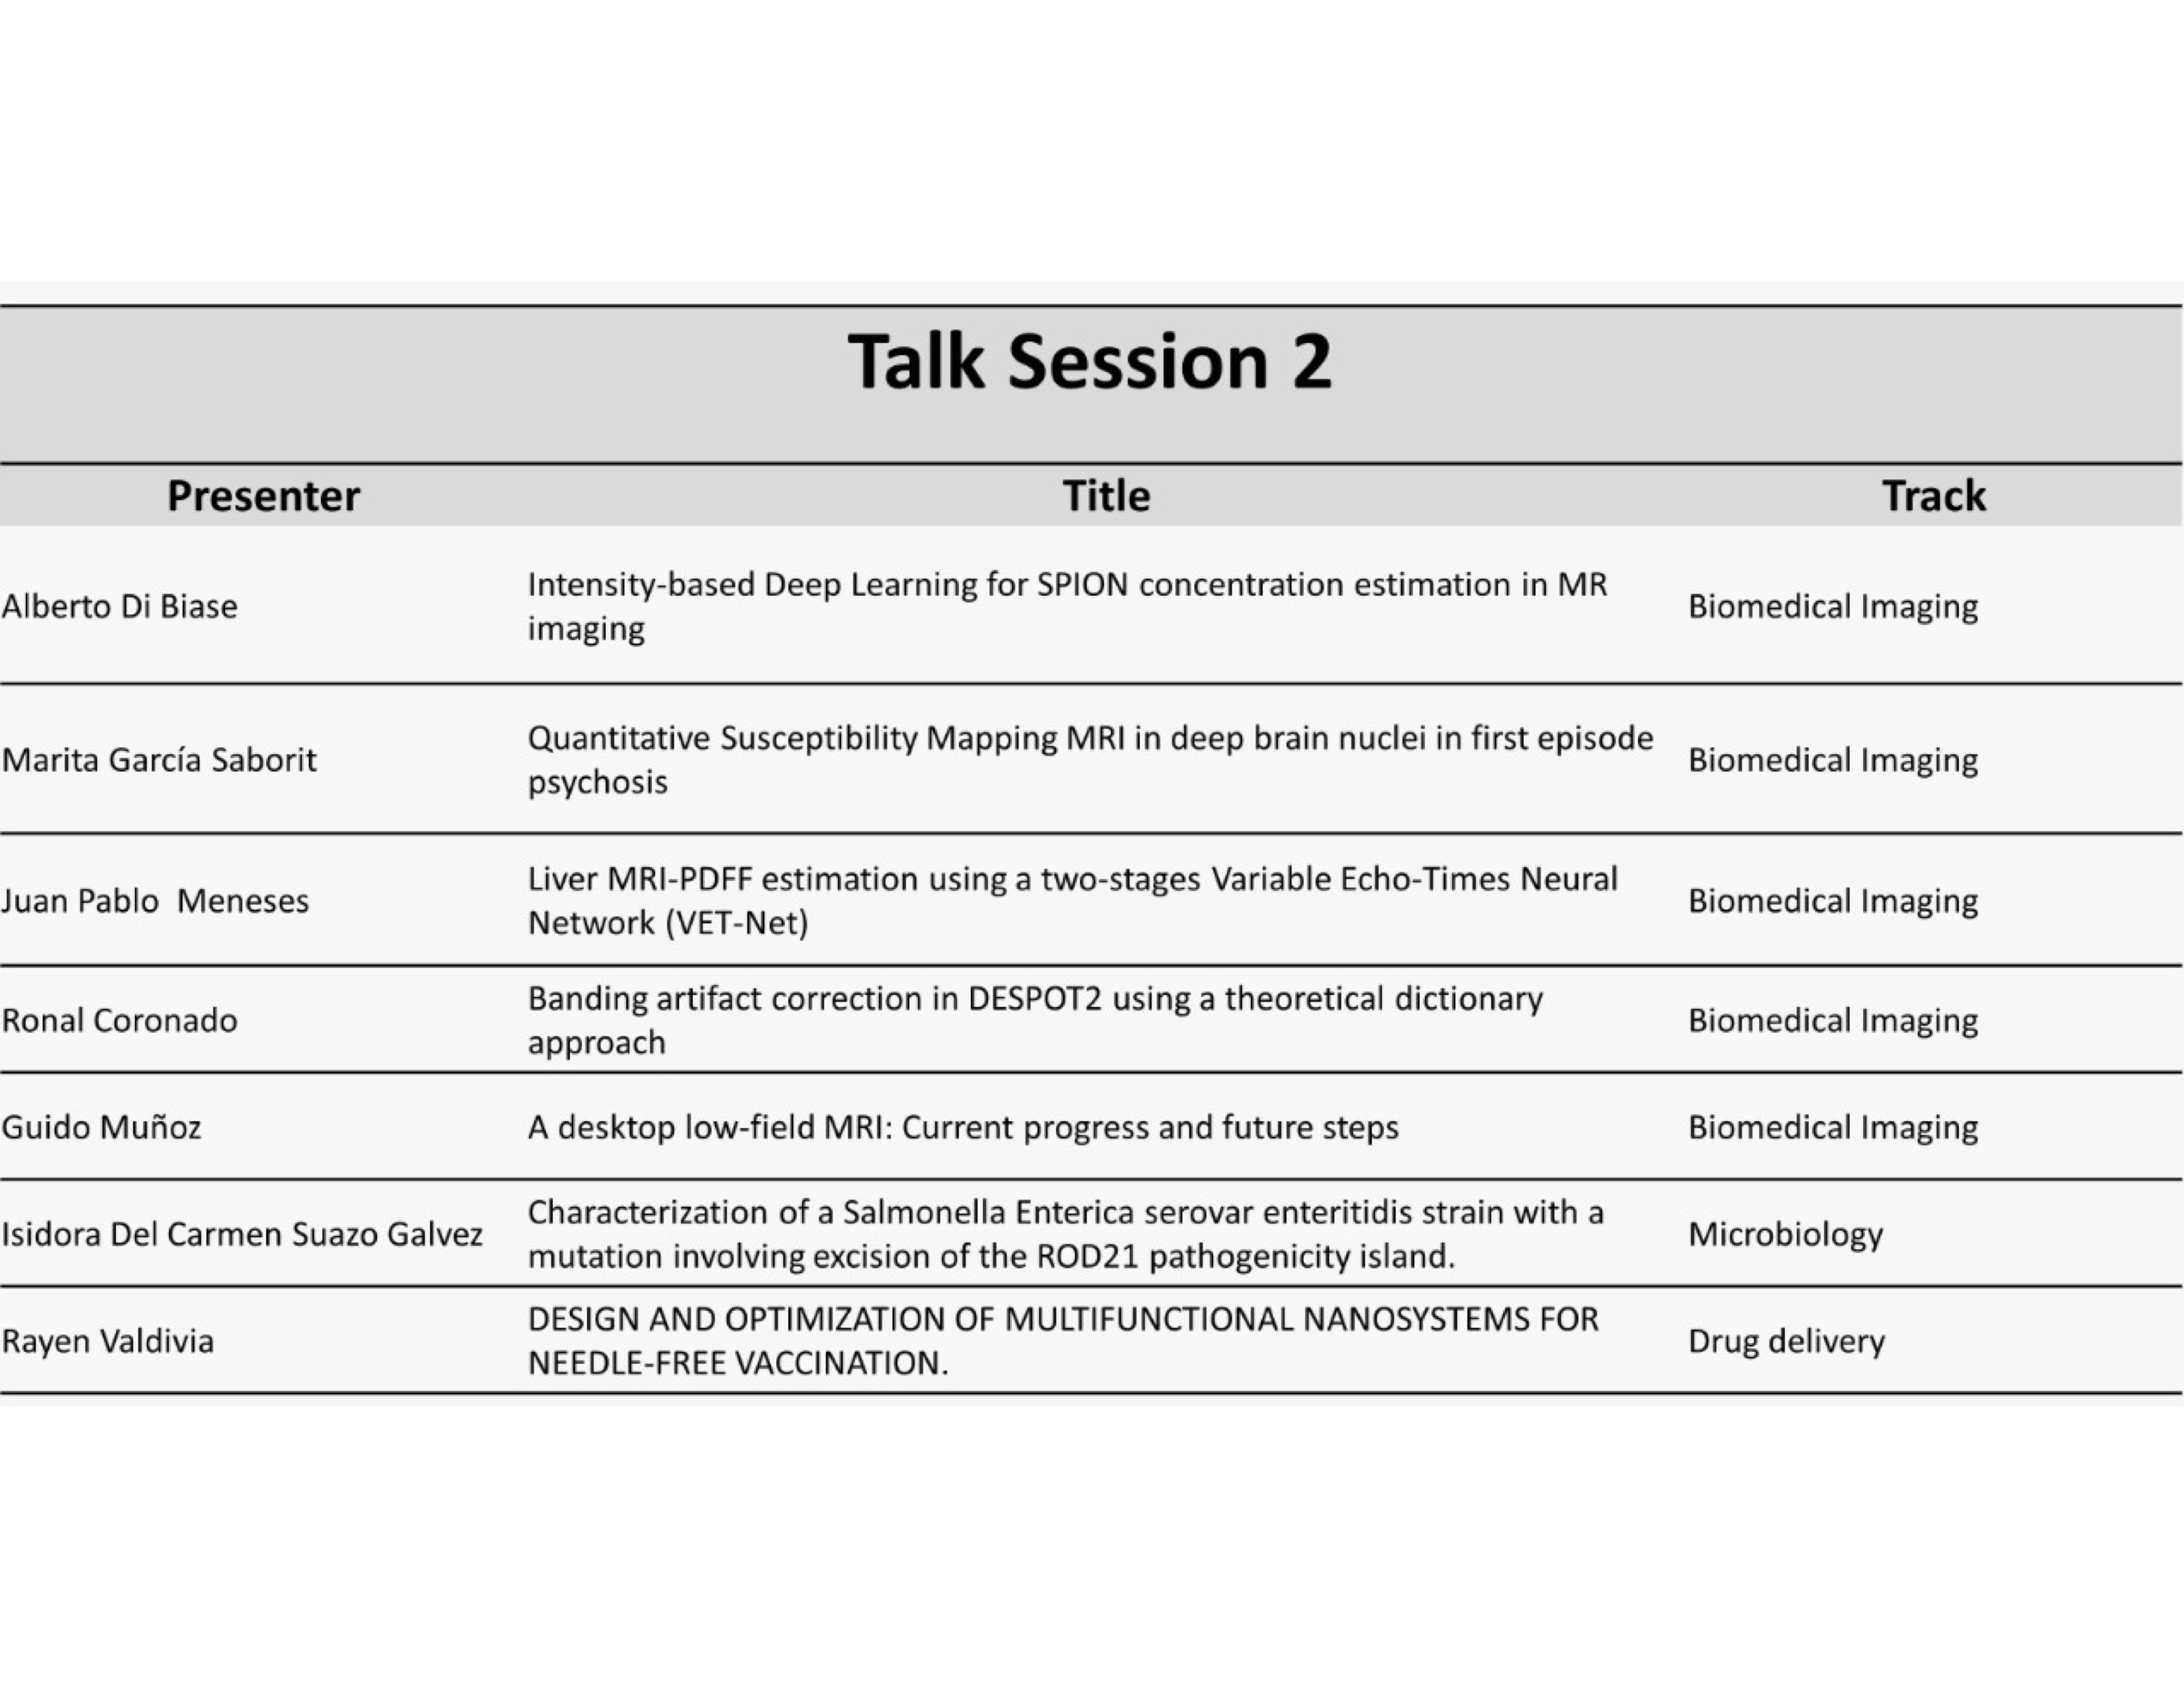 Talk Session 2
Presenter Title Track
Alberto Di Biase
Intensity-based Deep Learning for SPION concentration estimation in MR
imaging
Biomedical Imaging
Marita García Saborit
Quantitative Susceptibility Mapping MRI in deep brain nuclei in first episode
psychosis
Biomedical Imaging
Juan Pablo  Meneses
Liver MRI-PDFF estimation using a two-stages Variable Echo-Times Neural
Network (VET-Net)
Biomedical Imaging
Ronal Coronado
Banding artifact correction in DESPOT2 using a theoretical dictionary
approach
Biomedical Imaging
Guido Muñoz
A desktop low-field MRI: Current progress and future steps
Biomedical Imaging
Isidora Del Carmen Suazo Galvez
Characterization of a Salmonella Enterica serovar enteritidis strain with a
mutation involving excision of the ROD21 pathogenicity island.
Microbiology
Rayen Valdivia
DESIGN AND OPTIMIZATION OF MULTIFUNCTIONAL NANOSYSTEMS FOR
NEEDLE-FREE VACCINATION.
Drug delivery